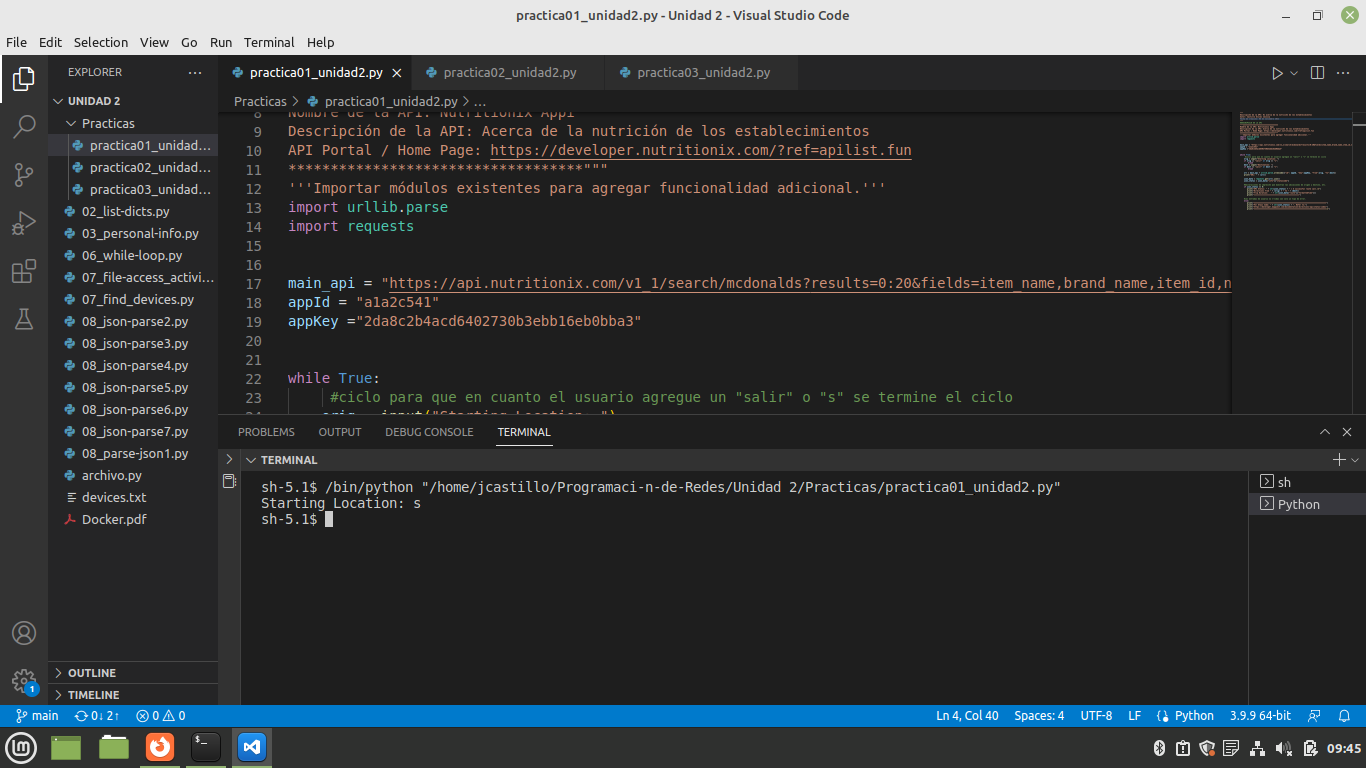 practica01_unidad2.py - Unidad 2 - Visual Studio Code
File Edit Selection View Go Run Terminal Help
EXPLORER
UNIDAD 2
Practicas
practica01_unidad...
practica02_unidad...
practica03_unidad...
02_list-dicts.py
03_personal-info.py
06_while-loop.py
07_file-access_activi...
07_find_devices.py
08_json-parse2.py
08_json-parse3.py
08_json-parse4.py
08_json-parse5.py
08_json-parse6.py
08_json-parse7.py
08_parse-json1.py
archivo.py
devices.txt
Docker.pdf
OUTLINE
TIMELINE
practica01_unidad2.py practica02_unidad2.py practica03_unidad2.py
Practicas > practica01_unidad2.py > ...
8 Nombre de la API: Nutritionix Appi
9 Descripción de la API: Acerca de la nutrición de los establecimientos
10 API Portal / Home Page: https://developer.nutritionix.com/?ref=apilist.fun
11 **********************************"""
12 '''Importar módulos existentes para agregar funcionalidad adicional.'''
13 import urllib.parse
14 import requests
15
16
17 main_api = "https://api.nutritionix.com/v1_1/search/mcdonalds?results=0:20&fields=item_name,brand_name,item_id,n
18 appId = "a1a2c541"
19 appKey ="2da8c2b4acd6402730b3ebb16eb0bba3"
20
21
22 while True:
23 #ciclo para que en cuanto el usuario agregue un "salir" o "s" se termine el ciclo
24 orig = input("Starting Location: ")
PROBLEMS OUTPUT DEBUG CONSOLE TERMINAL
TERMINAL
sh-5.1$ /bin/python "/home/jcastillo/Programaci-n-de-Redes/Unidad 2/Practicas/practica01_unidad2.py"
Starting Location: s
sh-5.1$
sh
Python
1
main 0↓ 2↑ 0 0 Ln 4, Col 40 Spaces: 4 UTF-8 LF Python 3.9.9 64-bit
09:45